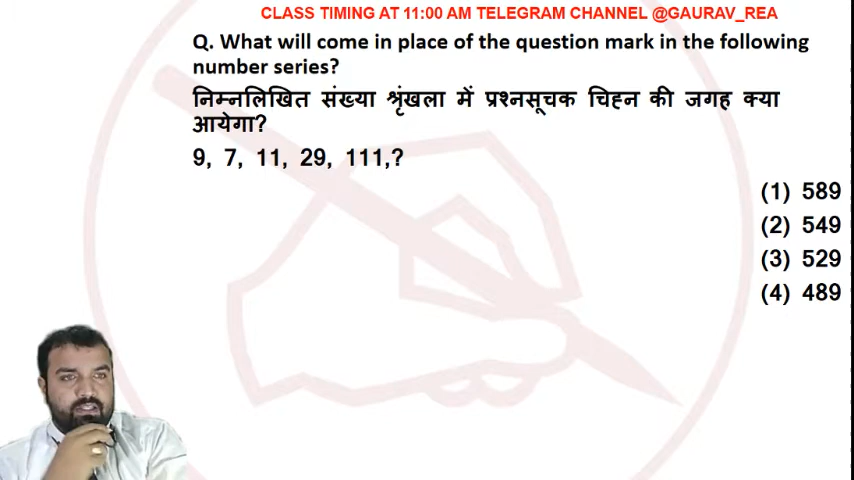 CLASS TIMING AT 11:00 AM TELEGRAM CHANNEL @GAURAV_REA
Q. What will come in place of the question mark in the following
number series?
निम्नलिखित संख्या श्रृंखला में प्रश्नसूचक चिह्न की जगह क्या
आयेगा?
9, 7, 11, 29, 111,?
(1) 589
(2) 549
(3) 529
(4) 489